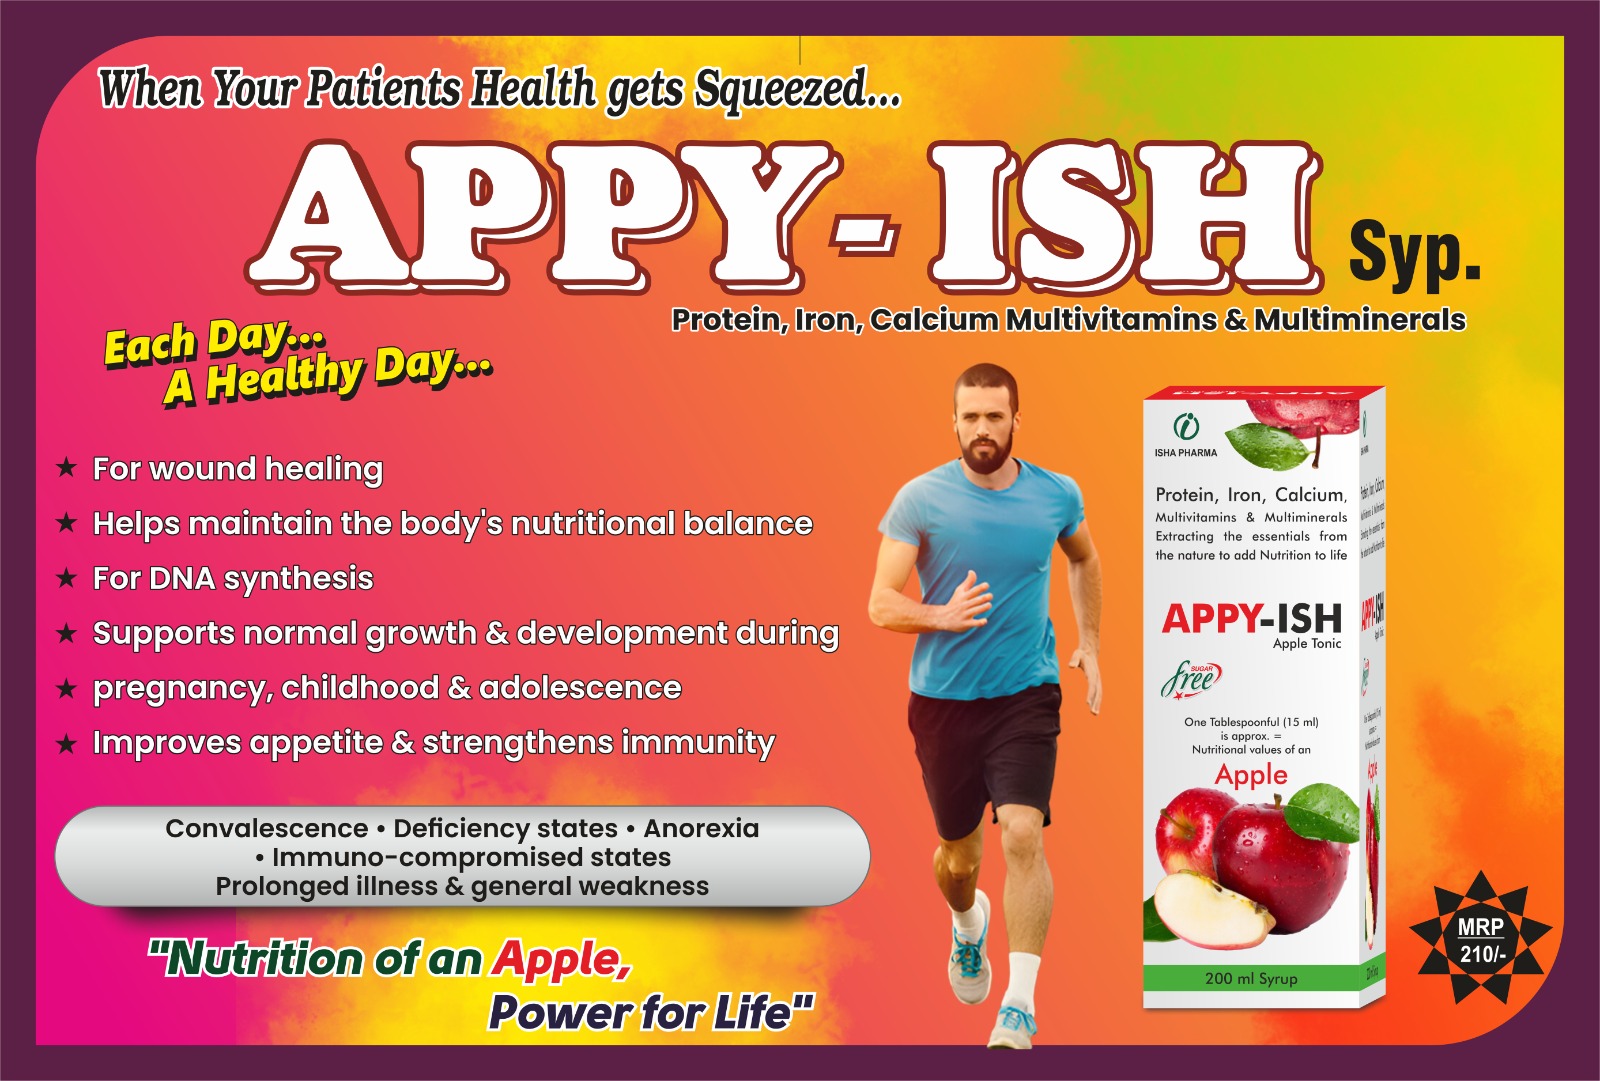 When Your Patients Health gets Squeezed...
APPY-ISH Syp.
Protein, Iron, Calcium Multivitamins & Multiminerals
Each Day...
A Healthy Day...
★ For wound healing
★ Helps maintain the body's nutritional balance
★ For DNA synthesis
★ Supports normal growth & development during
★ pregnancy, childhood & adolescence
★ Improves appetite & strengthens immunity
Convalescence • Deficiency states • Anorexia
• Immuno-compromised states
Prolonged illness & general weakness
"Nutrition of an Apple,
Power for Life"
ISHA PHARMA
Protein, Iron, Calcium,
Multivitamins & Multiminerals
Extracting the essentials from
the nature to add Nutrition to life
APPY-ISH
Apple Tonic
SUGAR
free
One Tablespoonful (15 ml)
is approx. =
Nutritional values of an
Apple
200 ml Syrup
APPY-ISH
Apple Tonic
Apple
MRP
210/-